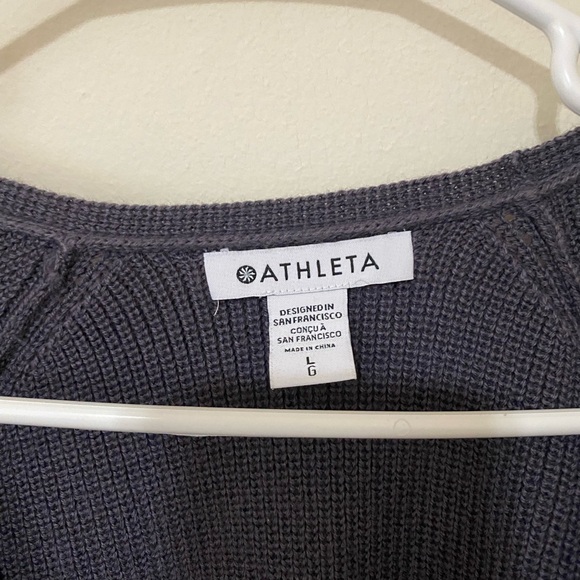 ATHLETA
DESIGNED IN
SAN FRANCISCO
CONÇU À
SAN FRANCISCO
MADE IN CHINA
L
G